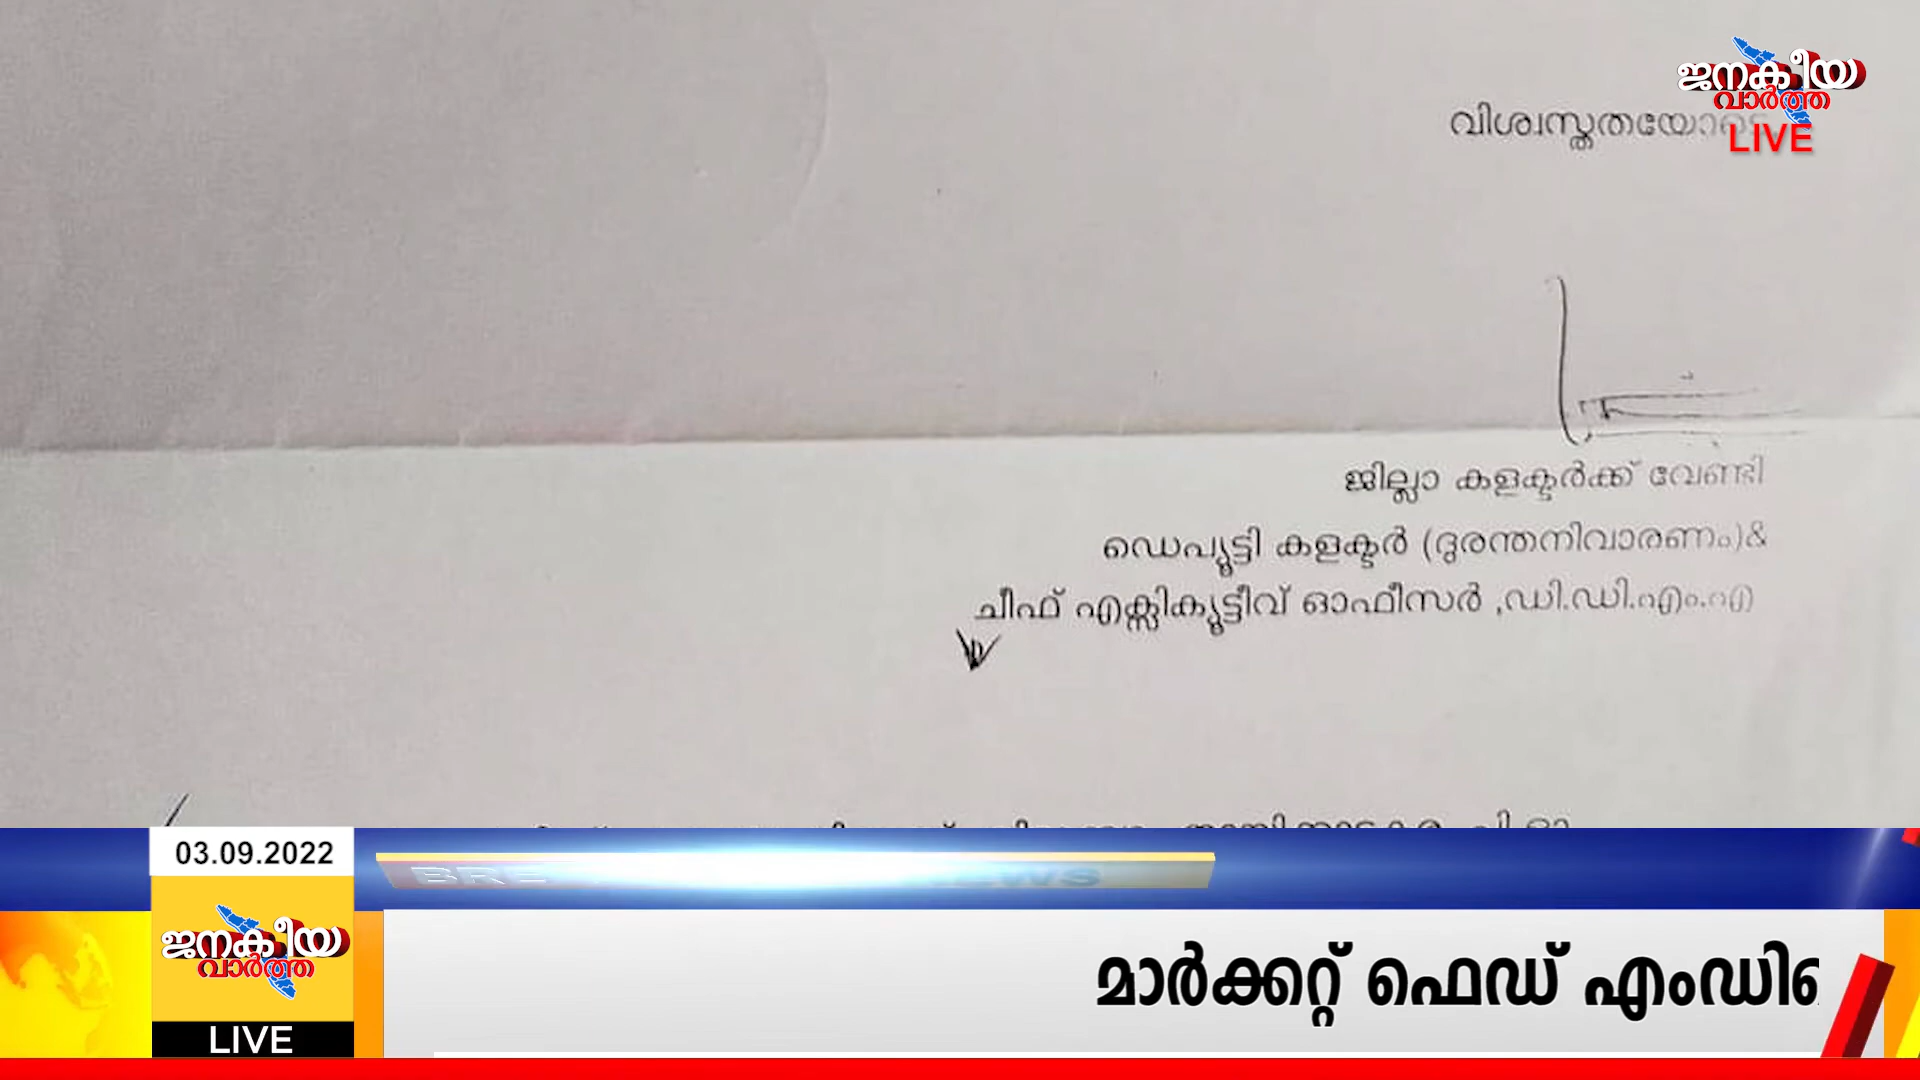 ജനകീയ
വാർത്ത
LIVE
വിശ്വസ്തതയോടെ
ജില്ലാ കളക്ടർക്ക് വേണ്ടി
ഡെപ്യൂട്ടി കളക്ടർ (ദുരന്തനിവാരണം)&
ചീഫ് എക്സിക്യൂട്ടീവ് ഓഫീസർ ,ഡി.ഡി.എം.എ
03.09.2022
ജനകീയ
വാർത്ത
LIVE
മാർക്കറ്റ് ഫെഡ്